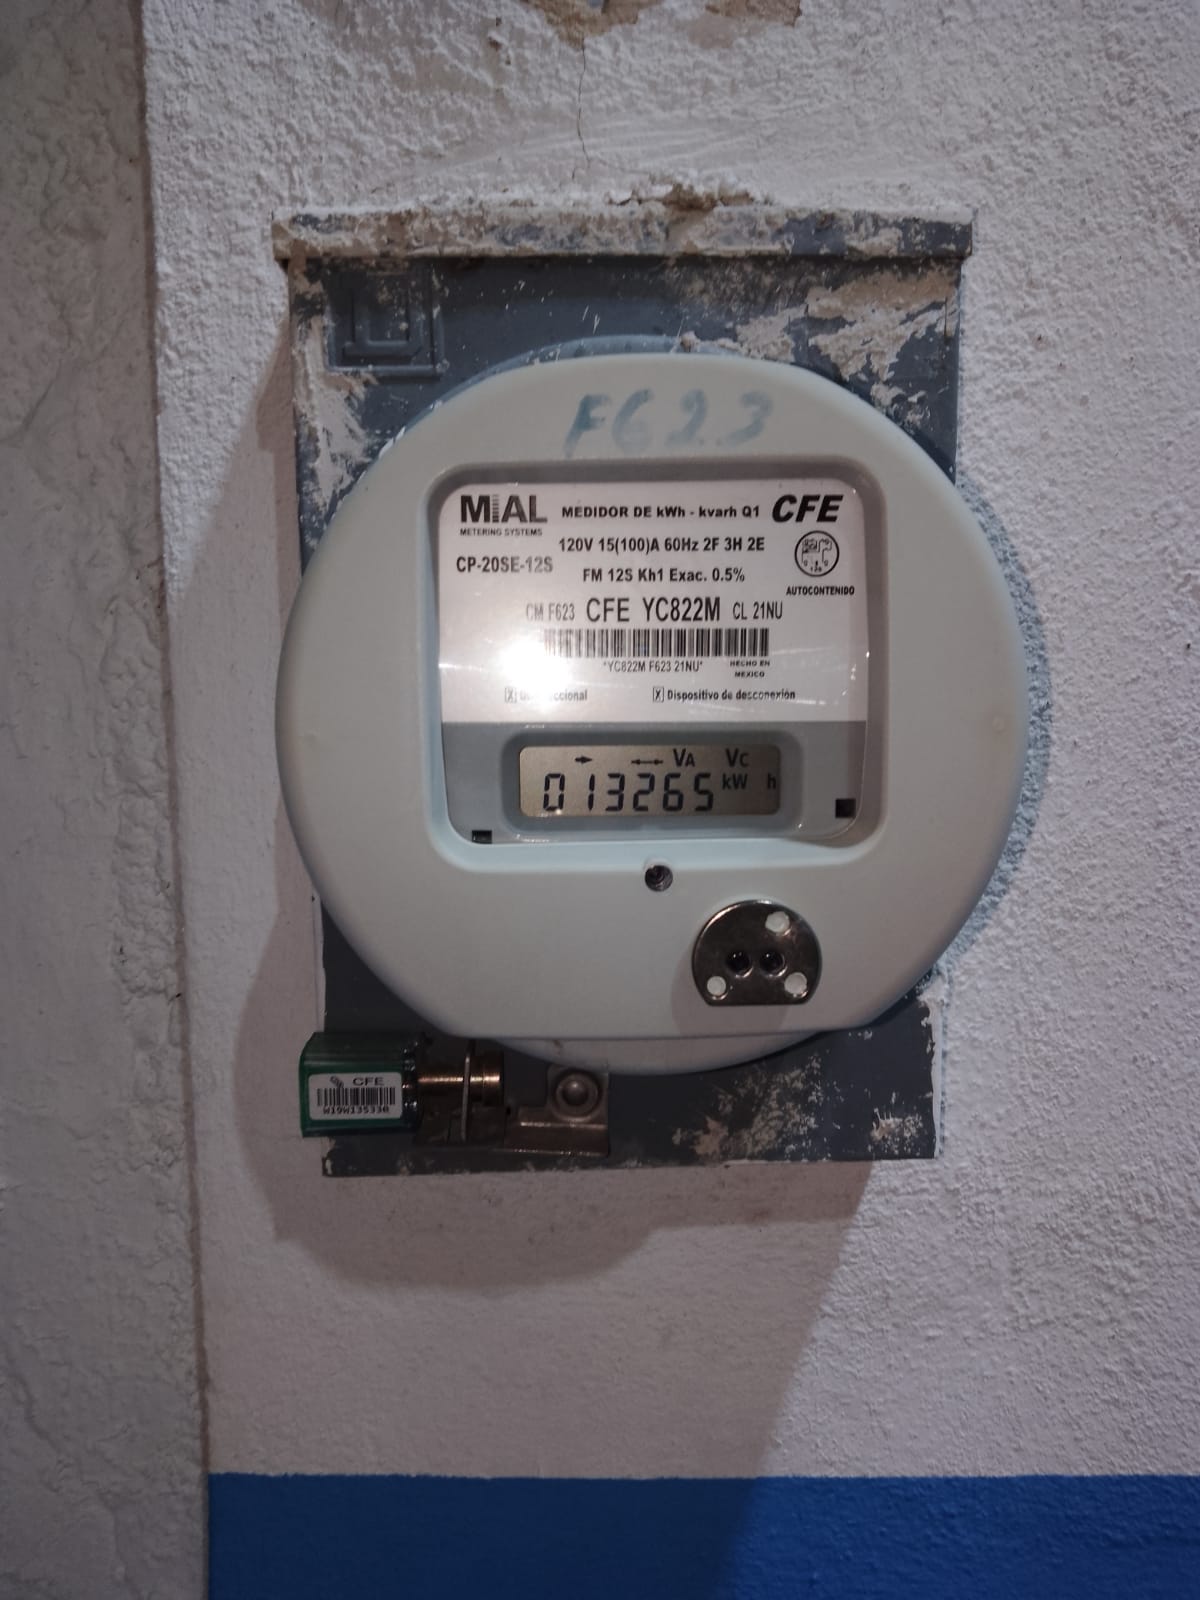 F623
MIAL
METERING SYSTEMS
MEDIDOR DE kWh - kvarh Q1
CFE
120V 15(100)A 60Hz 2F 3H 2E
CP-20SE-12S
FM 12S Kh1 Exac. 0.5%
AUTOCONTENIDO
CM F623 CFE YC822M CL 21NU
*YC822M F623 21NU*
HECHO EN
MEXICO
X
X Dispositivo de desconexión
VA VC
013265 kW h
CFE